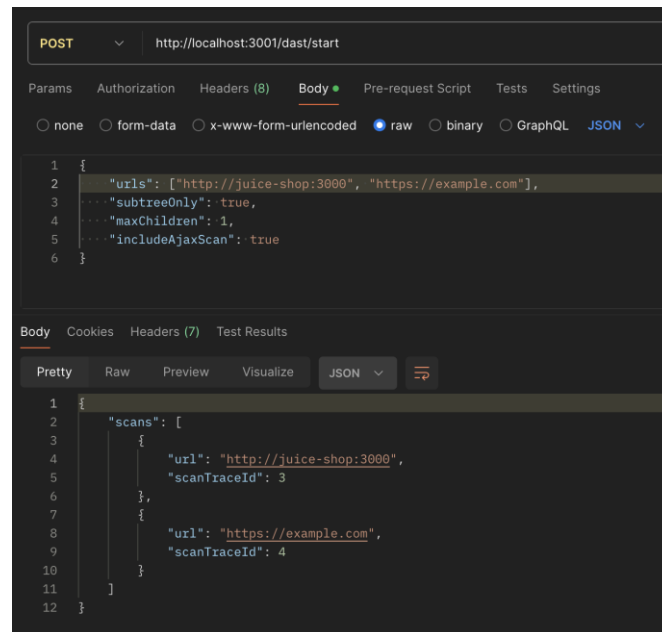 POST http://localhost:3001/dast/start
Params Authorization Headers (8) Body Pre-request Script Tests Settings
none form-data x-www-form-urlencoded raw binary GraphQL JSON
1 {
2 "urls": ["http://juice-shop:3000", "https://example.com"],
3 "subtreeOnly": true,
4 "maxChildren": 1,
5 "includeAjaxScan": true
6 }
Body Cookies Headers (7) Test Results
Pretty Raw Preview Visualize JSON
1 {
2 "scans": [
3 {
4 "url": "http://juice-shop:3000",
5 "scanTraceId": 3
6 },
7 {
8 "url": "https://example.com",
9 "scanTraceId": 4
10 }
11 ]
12 }